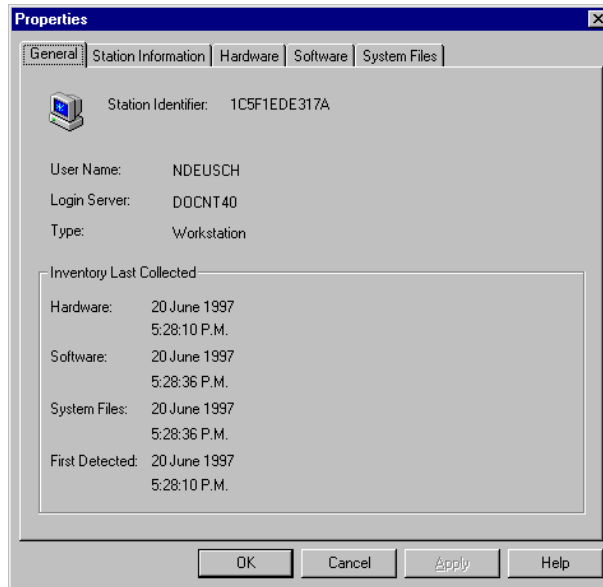 Properties
General Station Information Hardware Software System Files
Station Identifier: 1C5F1EDE317A
User Name: NDEUSCH
Login Server: DOCNT40
Type: Workstation
Inventory Last Collected
Hardware: 20 June 1997
5:28:10 P.M.
Software: 20 June 1997
5:28:36 P.M.
System Files: 20 June 1997
5:28:36 P.M.
First Detected: 20 June 1997
5:28:10 P.M.
OK Cancel Apply Help